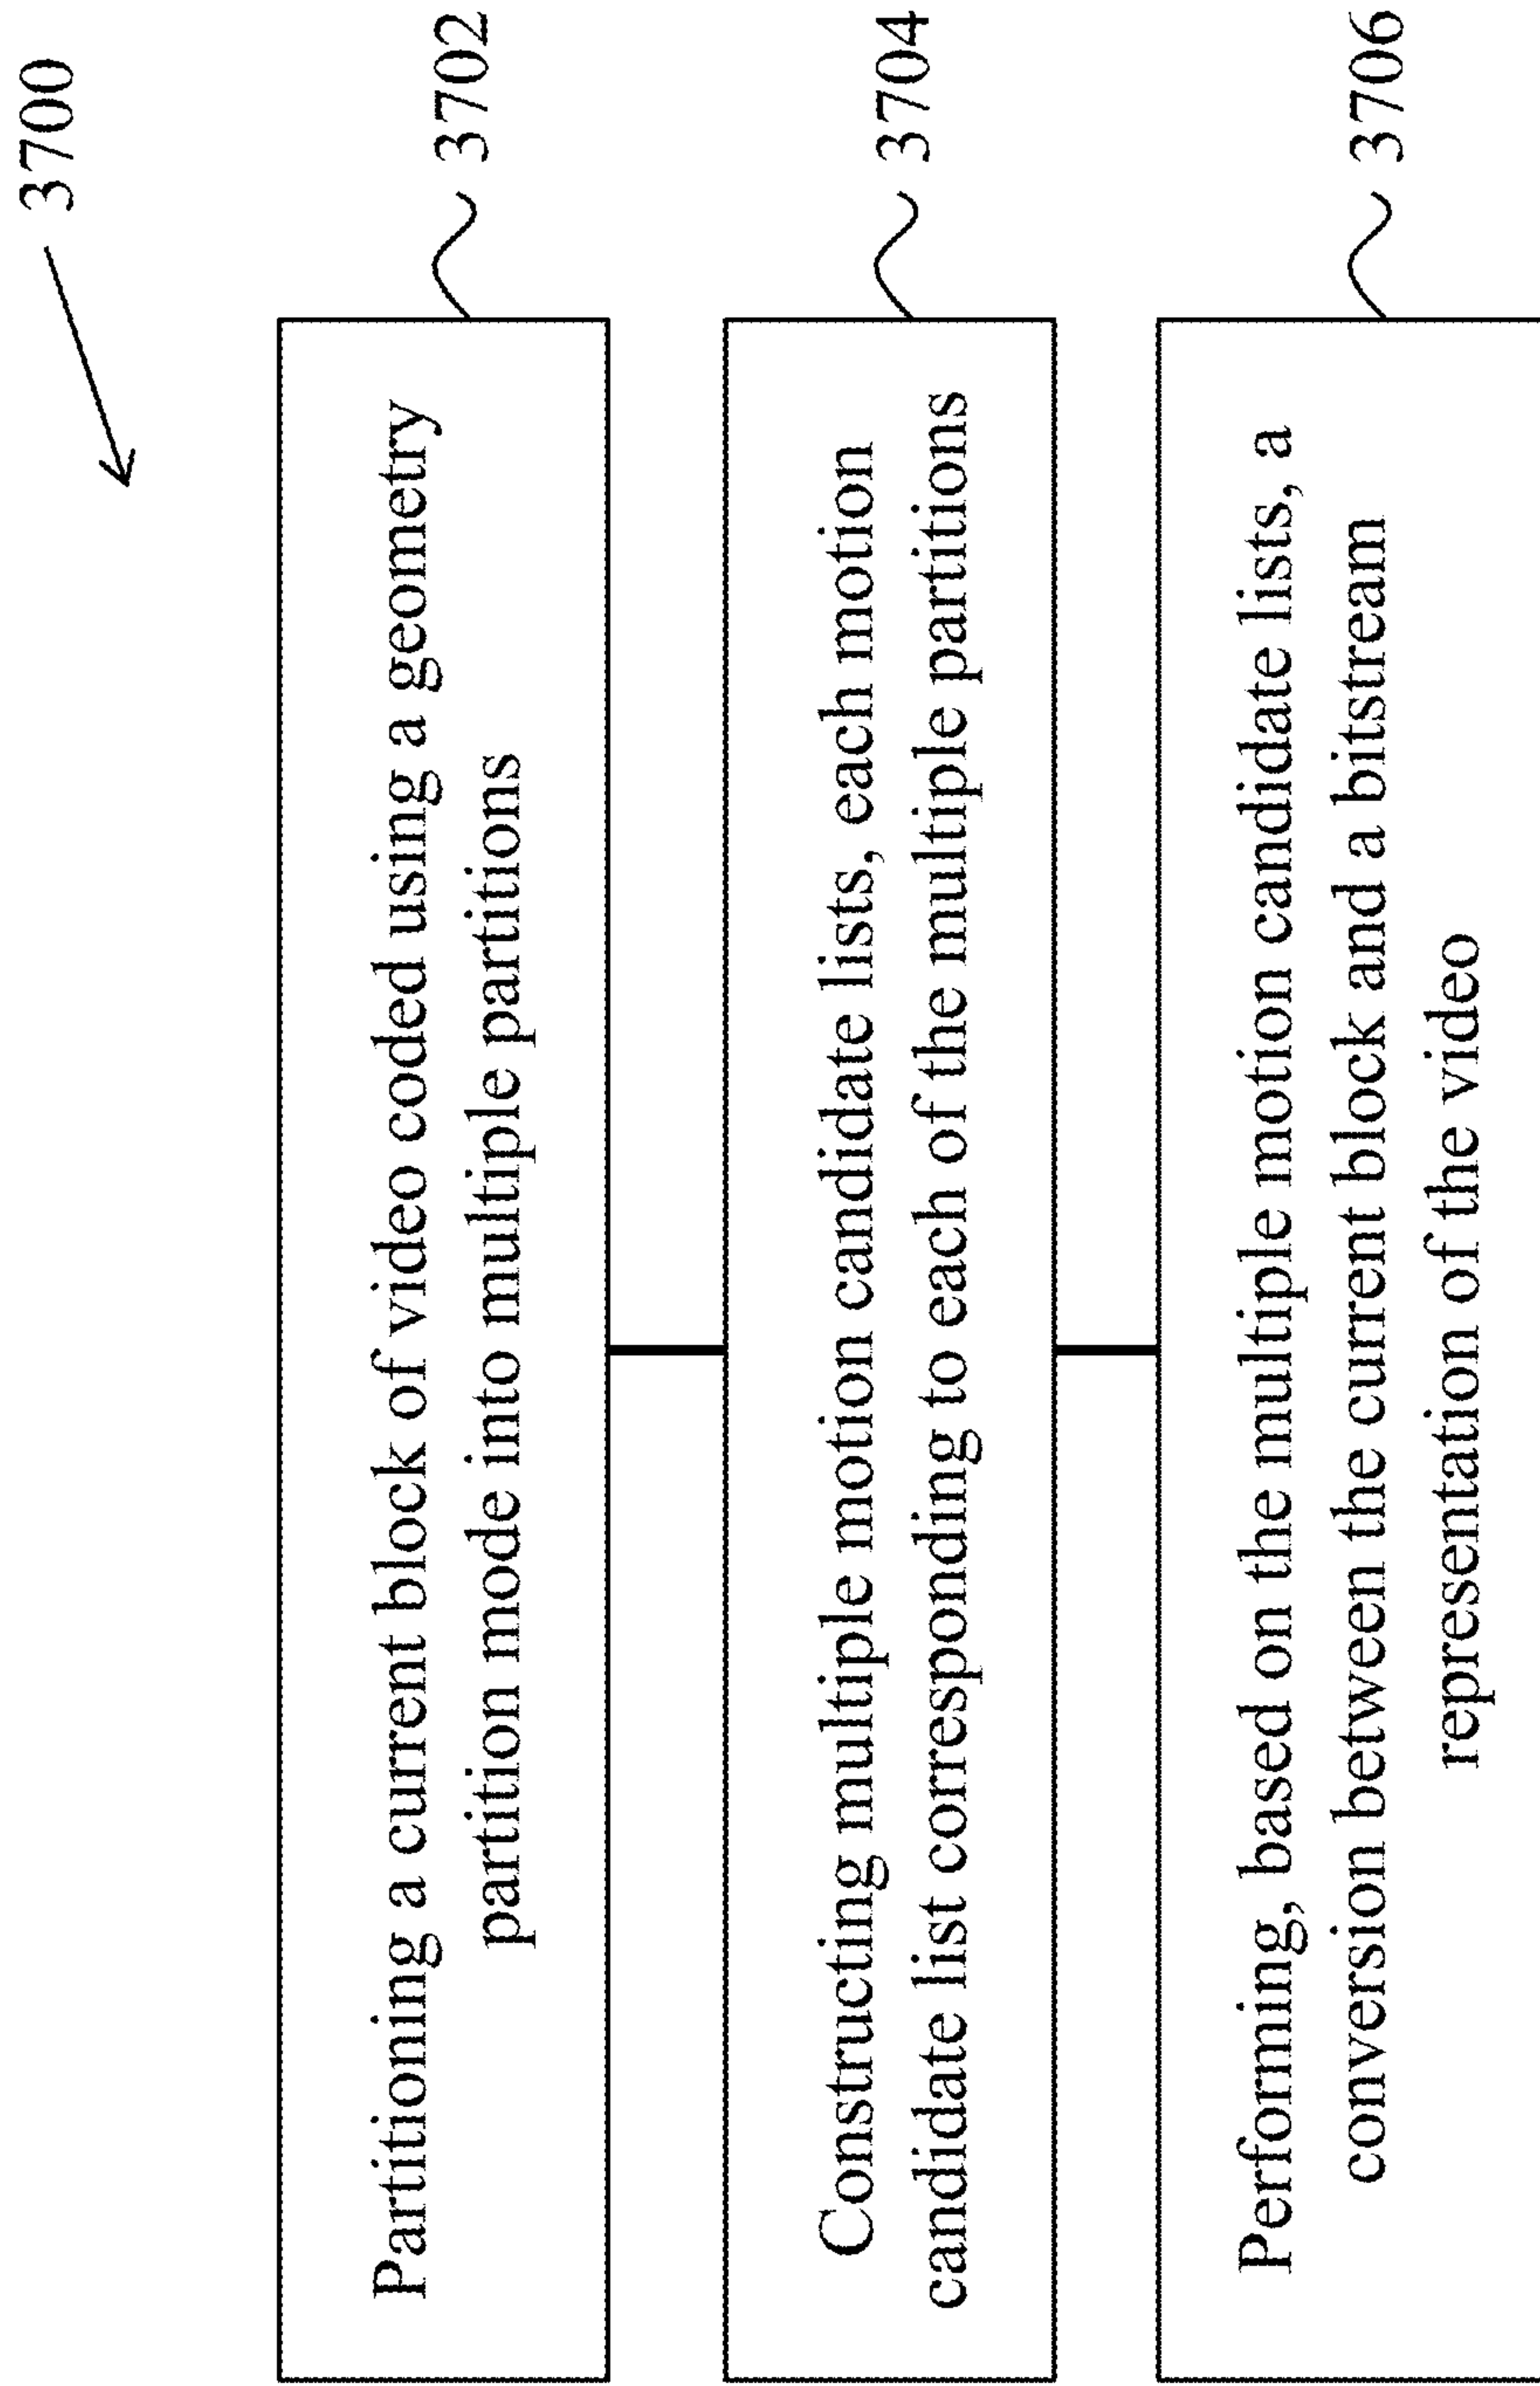 3700
Partitioning a current block of video coded using a geometry
partition mode into multiple partitions
3702
Constructing multiple motion candidate lists, each motion
candidate list corresponding to each of the multiple partitions
3704
Performing, based on the multiple motion candidate lists, a
conversion between the current block and a bitstream
representation of the video
3706